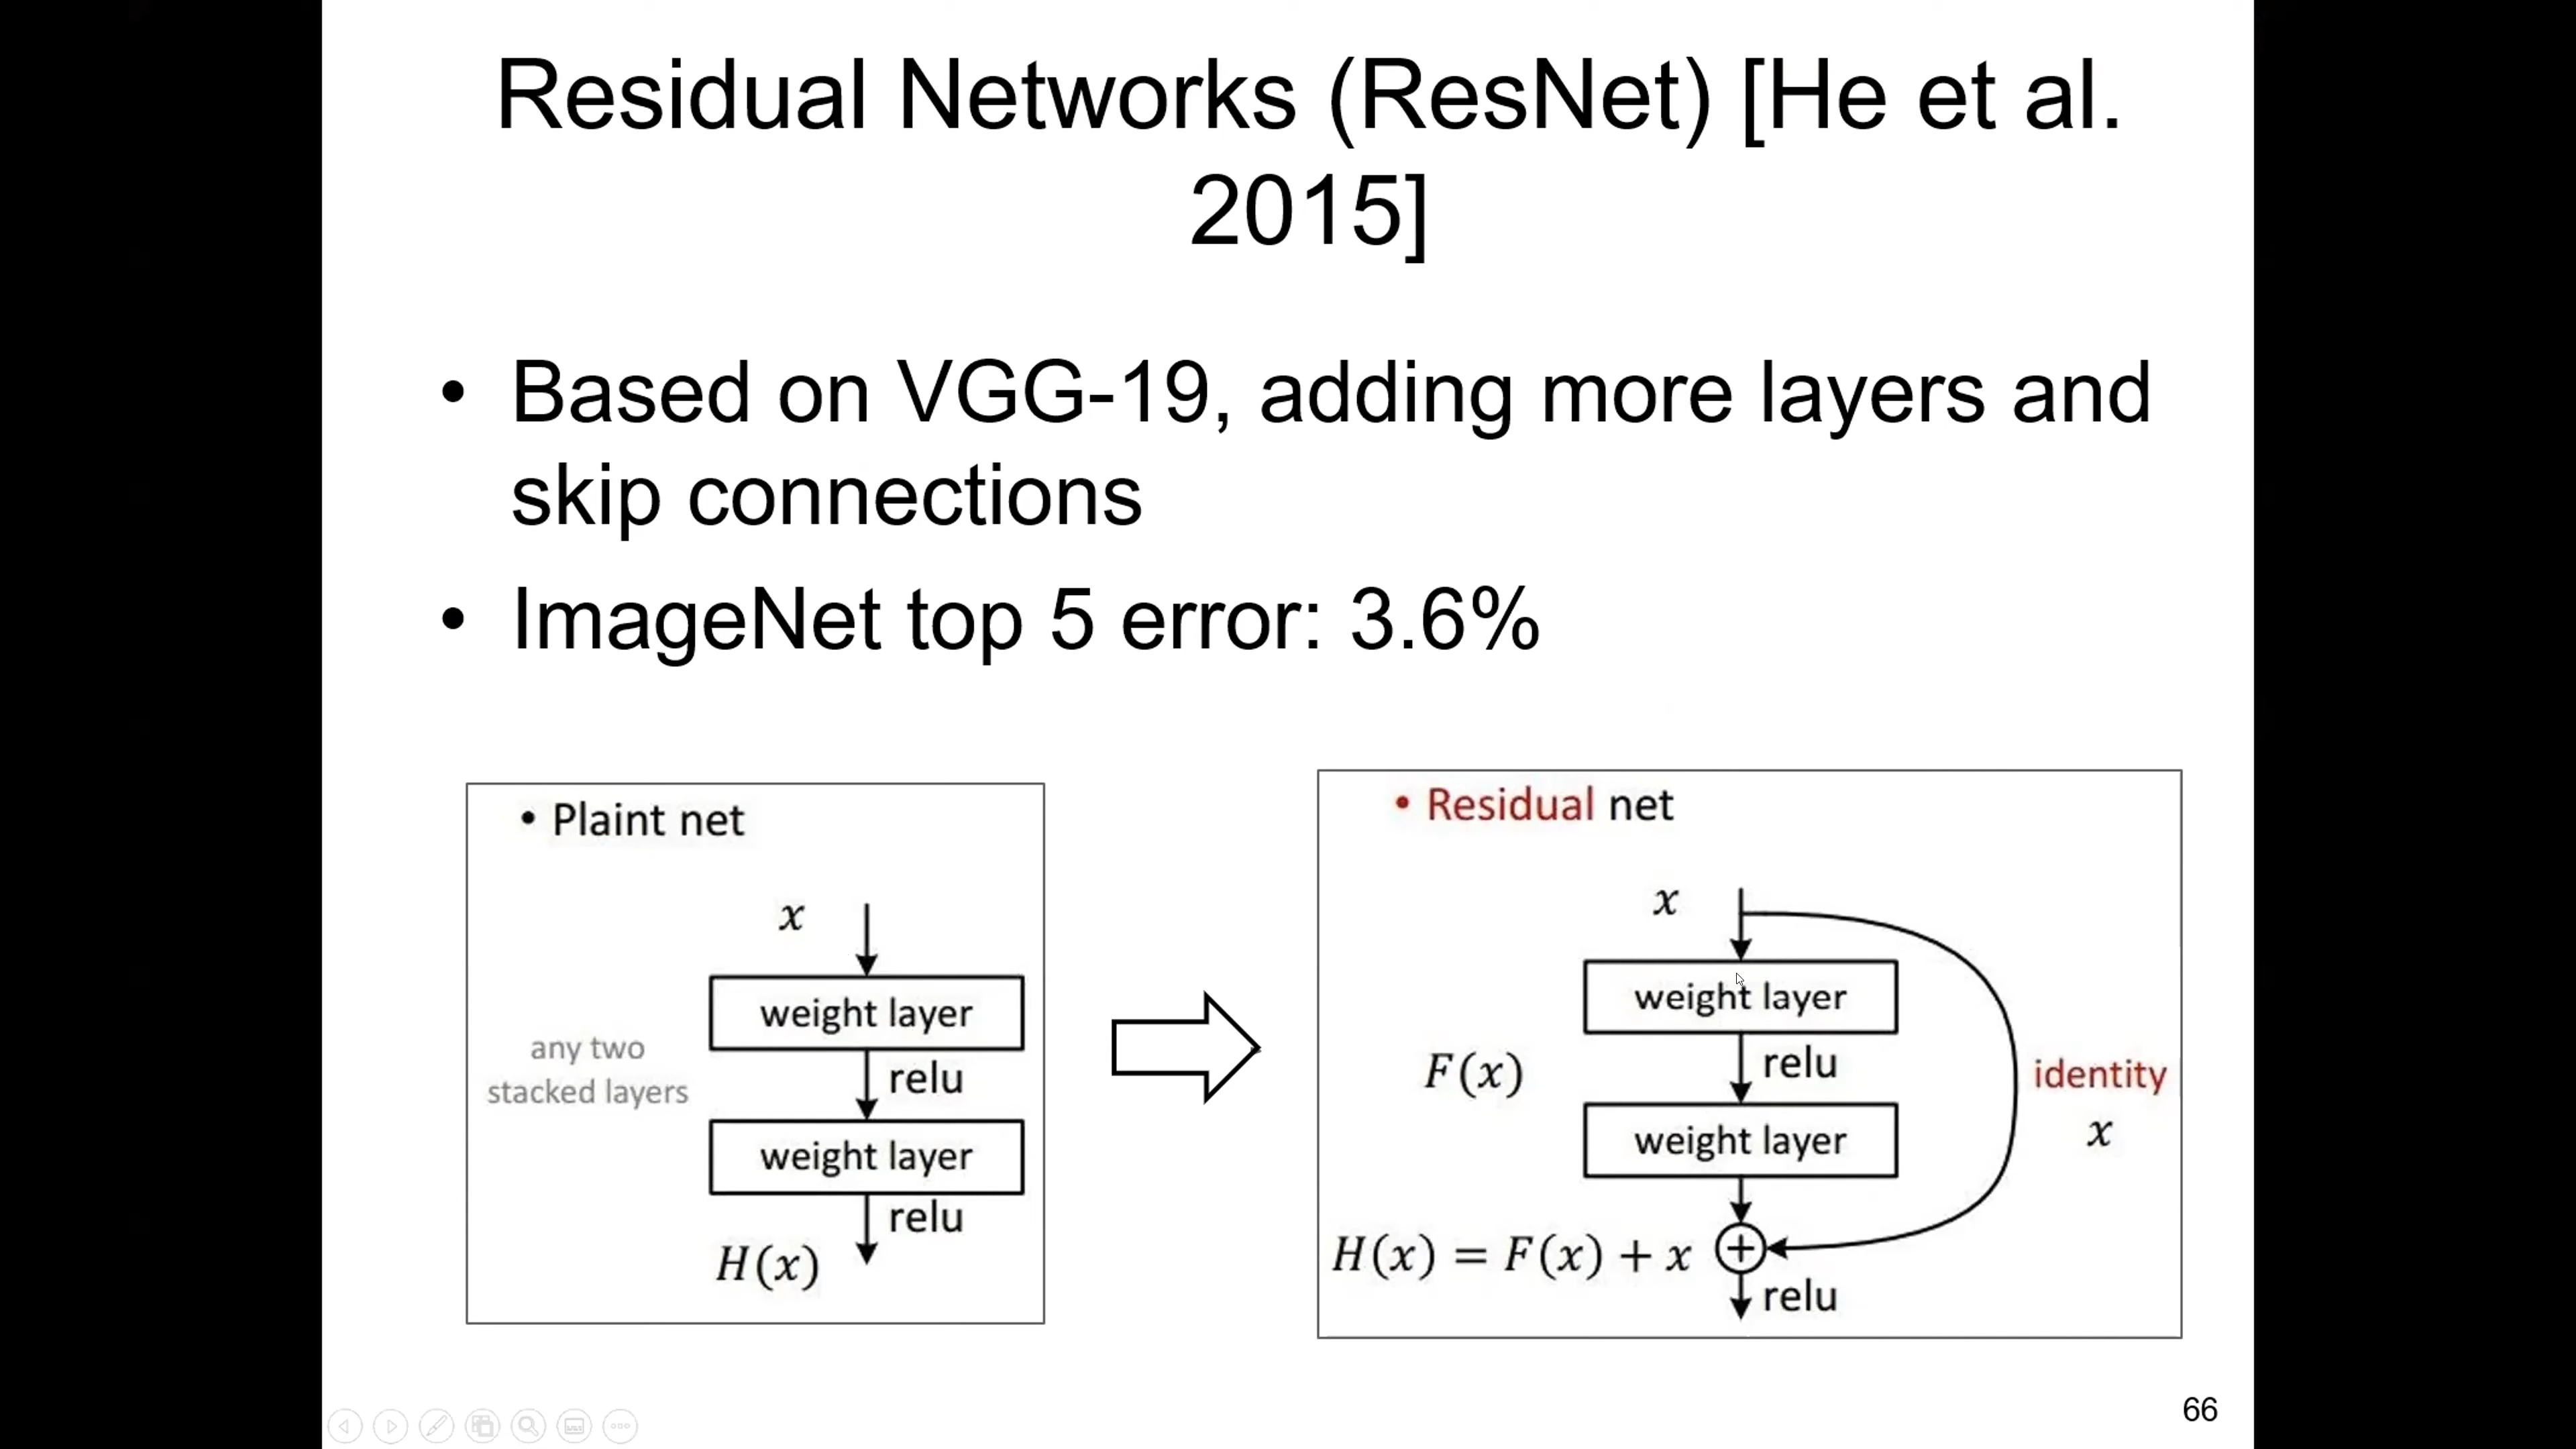 Residual Networks (ResNet) [He et al.
2015]
• Based on VGG-19, adding more layers and
skip connections
• ImageNet top 5 error: 3.6%
• Plaint net
x
weight layer
any two
stacked layers
relu
weight layer
relu
H(x)
• Residual net
x
weight layer
F(x)
relu
identity
x
weight layer
H(x) = F(x) + x
relu
66